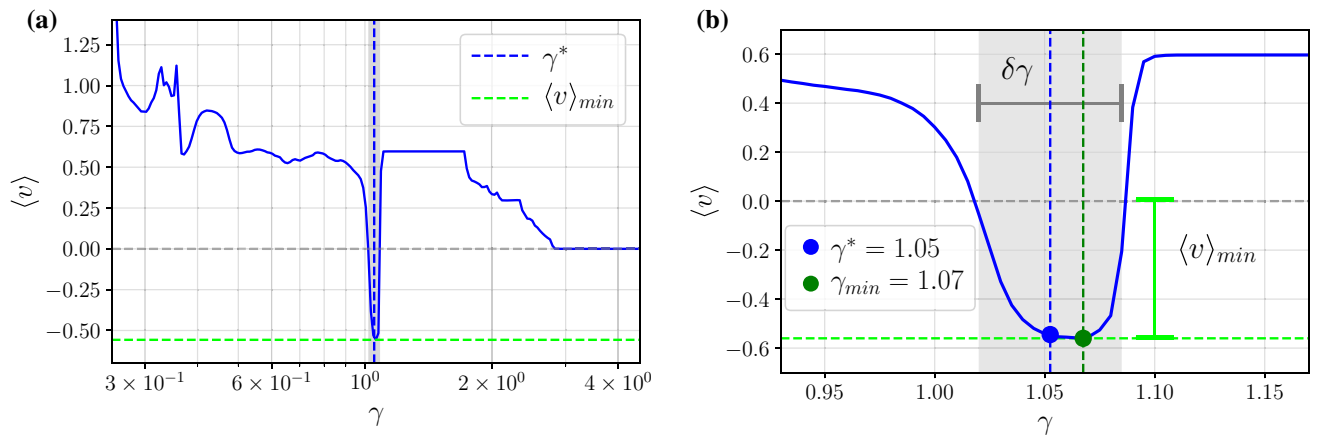 (a)
1.25
1.00
0.75
0.50
0.25
0.00
−0.25
−0.50
⟨v⟩
γ*
⟨v⟩min
3 × 10⁻¹
6 × 10⁻¹
10⁰
2 × 10⁰
4 × 10⁰
γ
(b)
0.6
0.4
0.2
0.0
−0.2
−0.4
−0.6
⟨v⟩
δγ
γ* = 1.05
γmin = 1.07
⟨v⟩min
0.95
1.00
1.05
1.10
1.15
γ